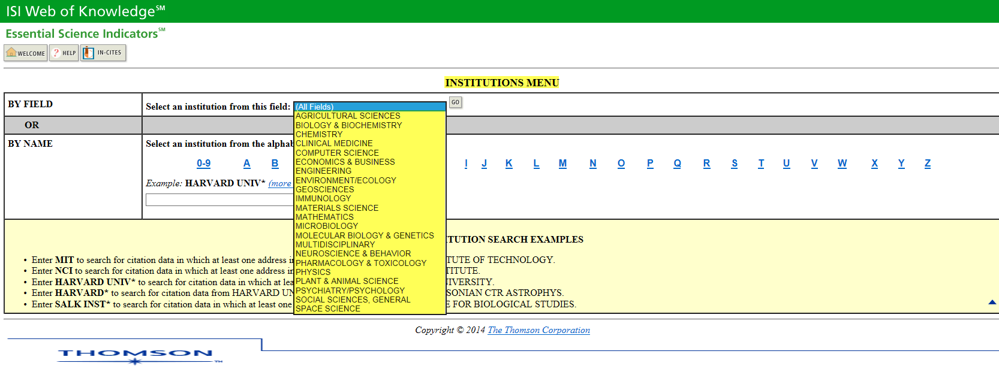 ISI Web of Knowledge℠
Essential Science Indicators℠
WELCOME ? HELP IN-CITES
INSTITUTIONS MENU
BY FIELD
Select an institution from this field:
GO
(All Fields)
AGRICULTURAL SCIENCES
BIOLOGY & BIOCHEMISTRY
CHEMISTRY
CLINICAL MEDICINE
COMPUTER SCIENCE
ECONOMICS & BUSINESS
ENGINEERING
ENVIRONMENT/ECOLOGY
GEOSCIENCES
IMMUNOLOGY
MATERIALS SCIENCE
MATHEMATICS
MICROBIOLOGY
MOLECULAR BIOLOGY & GENETICS
MULTIDISCIPLINARY
NEUROSCIENCE & BEHAVIOR
PHARMACOLOGY & TOXICOLOGY
PHYSICS
PLANT & ANIMAL SCIENCE
PSYCHIATRY/PSYCHOLOGY
SOCIAL SCIENCES, GENERAL
SPACE SCIENCE
OR
BY NAME
Select an institution from the alphab
0-9 A B I J K L M N O P Q R S T U V W X Y Z
Example: HARVARD UNIV* (more
TUTION SEARCH EXAMPLES
• Enter MIT to search for citation data in which at least one address i TUTE OF TECHNOLOGY.
• Enter NCI to search for citation data in which at least one address in TITUTE.
• Enter HARVARD UNIV* to search for citation data in which at lea IVERSITY.
• Enter HARVARD* to search for citation data from HARVARD UN SONIAN CTR ASTROPHYS.
• Enter SALK INST* to search for citation data in which at least one E FOR BIOLOGICAL STUDIES.
Copyright © 2014 The Thomson Corporation
THOMSON
TM